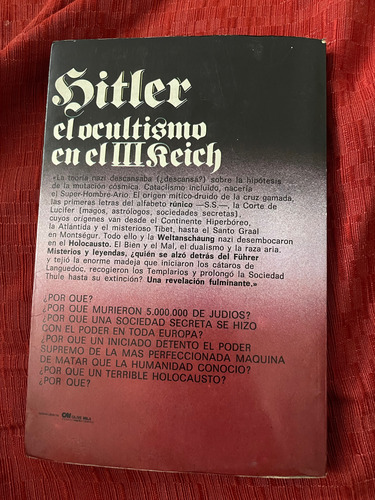 Hitler
el ocultismo
en el III Reich
«La teoría nazi descansaba (¿descansa?) sobre la hipótesis
de la mutación cósmica. Cataclismo incluido, nacería
el Super-Hombre-Ario. El origen mítico-druido de la cruz gamada,
las primeras letras del alfabeto rúnico —S.S.—, la Corte de
Lucifer (magos, astrólogos, sociedades secretas),
cuyos orígenes van desde el Continente Hiperbóreo,
la Atlántida y el misterioso Tibet, hasta el Santo Graal
en Montségur. Todo ello y la Weltanschaung nazi desembocaron
en el Holocausto. El Bien y el Mal, el dualismo y la raza aria.
Misterios y leyendas, ¿quién se alzó detrás del Führer
y tejió la enorme madeja que iniciaron los cátaros de
Languedoc, recogieron los Templarios y prolongó la Sociedad
Thule hasta su extinción? Una revelación fulminante.»
¿POR QUE?
¿POR QUE MURIERON 5.000.000 DE JUDIOS?
¿POR QUE UNA SOCIEDAD SECRETA SE HIZO
CON EL PODER EN TODA EUROPA?
¿POR QUE UN INICIADO DETENTO EL PODER
SUPREMO DE LA MAS PERFECCIONADA MAQUINA
DE MATAR QUE LA HUMANIDAD CONOCIO?
¿POR QUE UN TERRIBLE HOLOCAUSTO?
¿POR QUE?